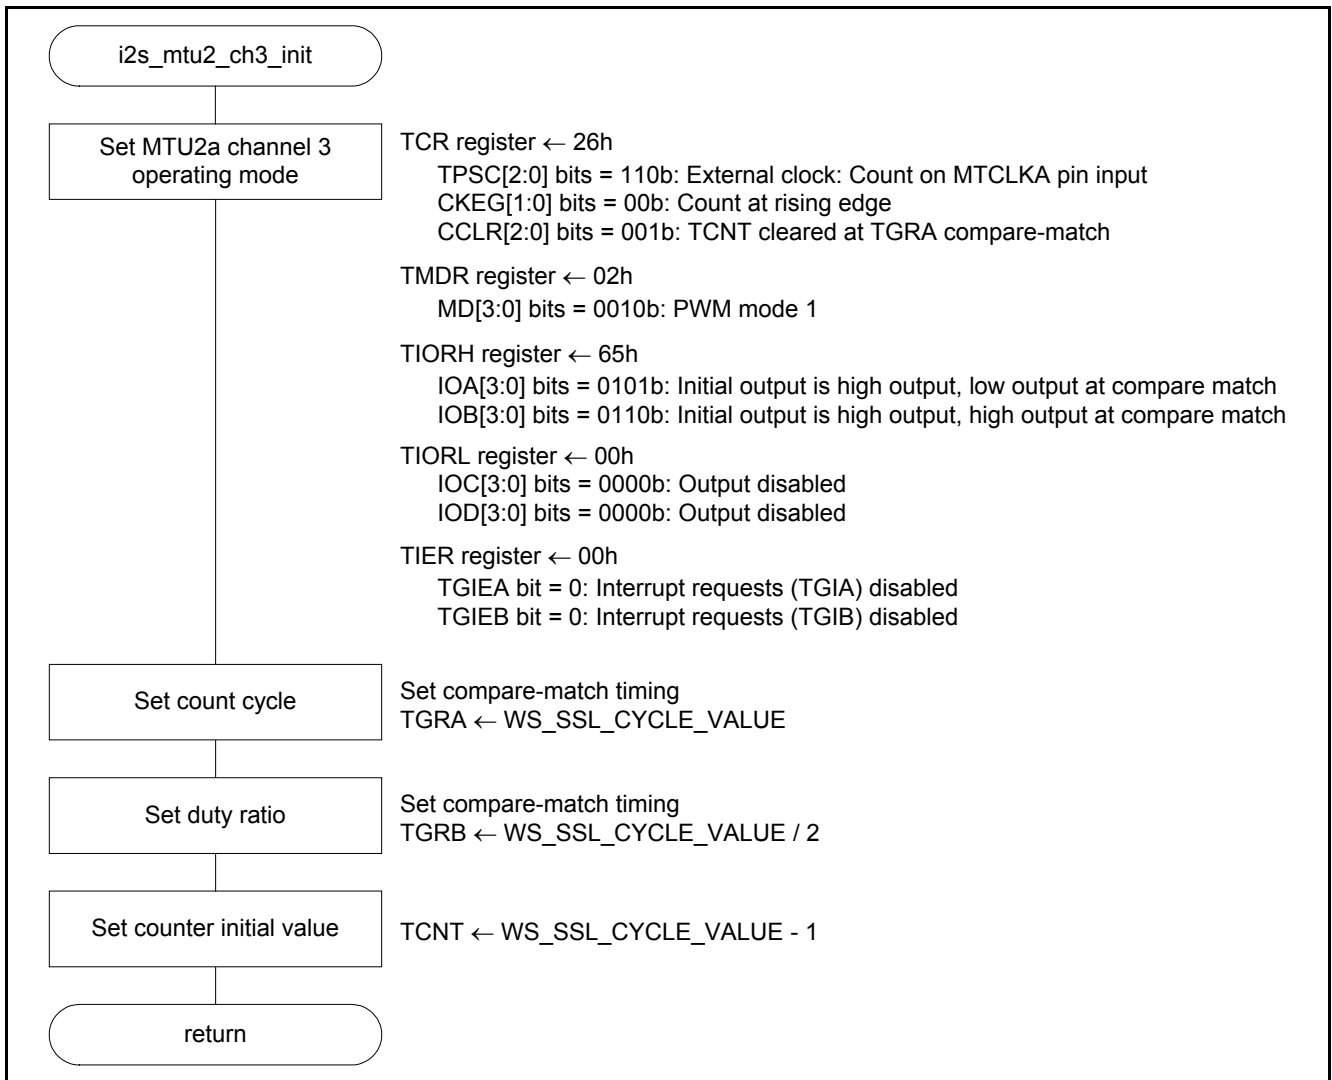 i2s_mtu2_ch3_init
Set MTU2a channel 3
operating mode
TCR register ← 26h
TPSC[2:0] bits = 110b: External clock: Count on MTCLKA pin input
CKEG[1:0] bits = 00b: Count at rising edge
CCLR[2:0] bits = 001b: TCNT cleared at TGRA compare-match
TMDR register ← 02h
MD[3:0] bits = 0010b: PWM mode 1
TIORH register ← 65h
IOA[3:0] bits = 0101b: Initial output is high output, low output at compare match
IOB[3:0] bits = 0110b: Initial output is high output, high output at compare match
TIORL register ← 00h
IOC[3:0] bits = 0000b: Output disabled
IOD[3:0] bits = 0000b: Output disabled
TIER register ← 00h
TGIEA bit = 0: Interrupt requests (TGIA) disabled
TGIEB bit = 0: Interrupt requests (TGIB) disabled
Set count cycle
Set compare-match timing
TGRA ← WS_SSL_CYCLE_VALUE
Set duty ratio
Set compare-match timing
TGRB ← WS_SSL_CYCLE_VALUE / 2
Set counter initial value
TCNT ← WS_SSL_CYCLE_VALUE - 1
return